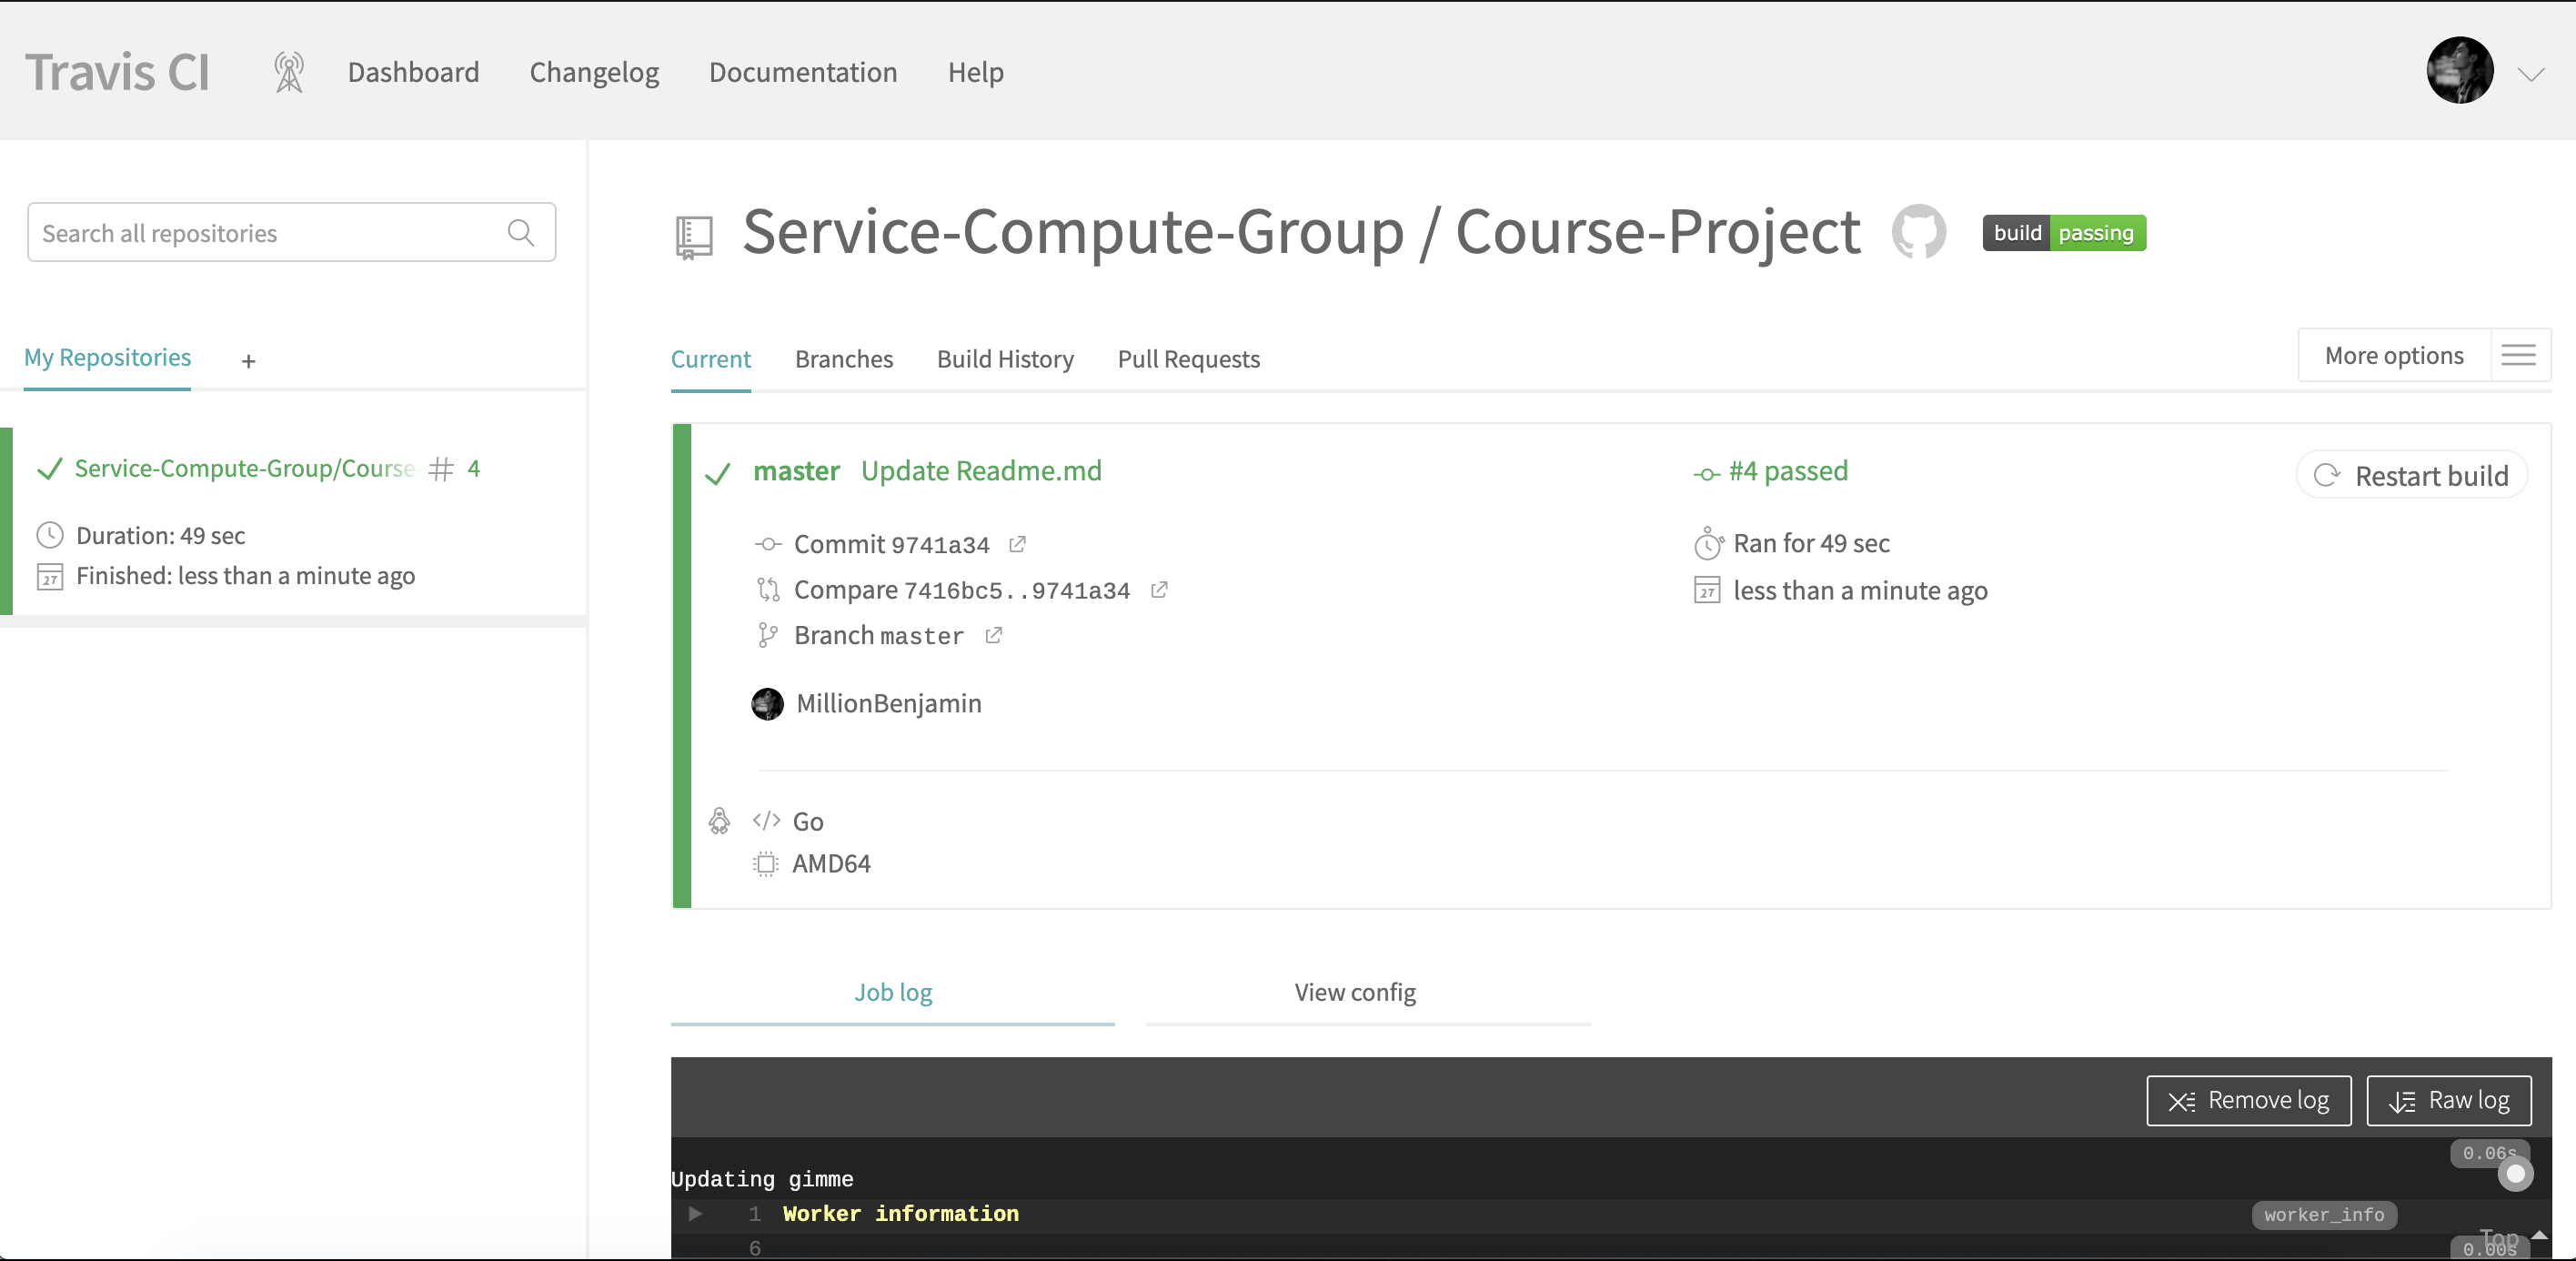 Travis CI Dashboard Changelog Documentation Help
Search all repositories
My Repositories +
Service-Compute-Group/Course # 4
Duration: 49 sec
27 Finished: less than a minute ago
Service-Compute-Group / Course-Project build passing
Current Branches Build History Pull Requests More options
master Update Readme.md
Commit 9741a34
Compare 7416bc5..9741a34
Branch master
MillionBenjamin
#4 passed
Ran for 49 sec
27 less than a minute ago
Restart build
</> Go
AMD64
Job log View config
Remove log Raw log
0.06s
Updating gimme
1 Worker information worker_info
6
Top
0.00s